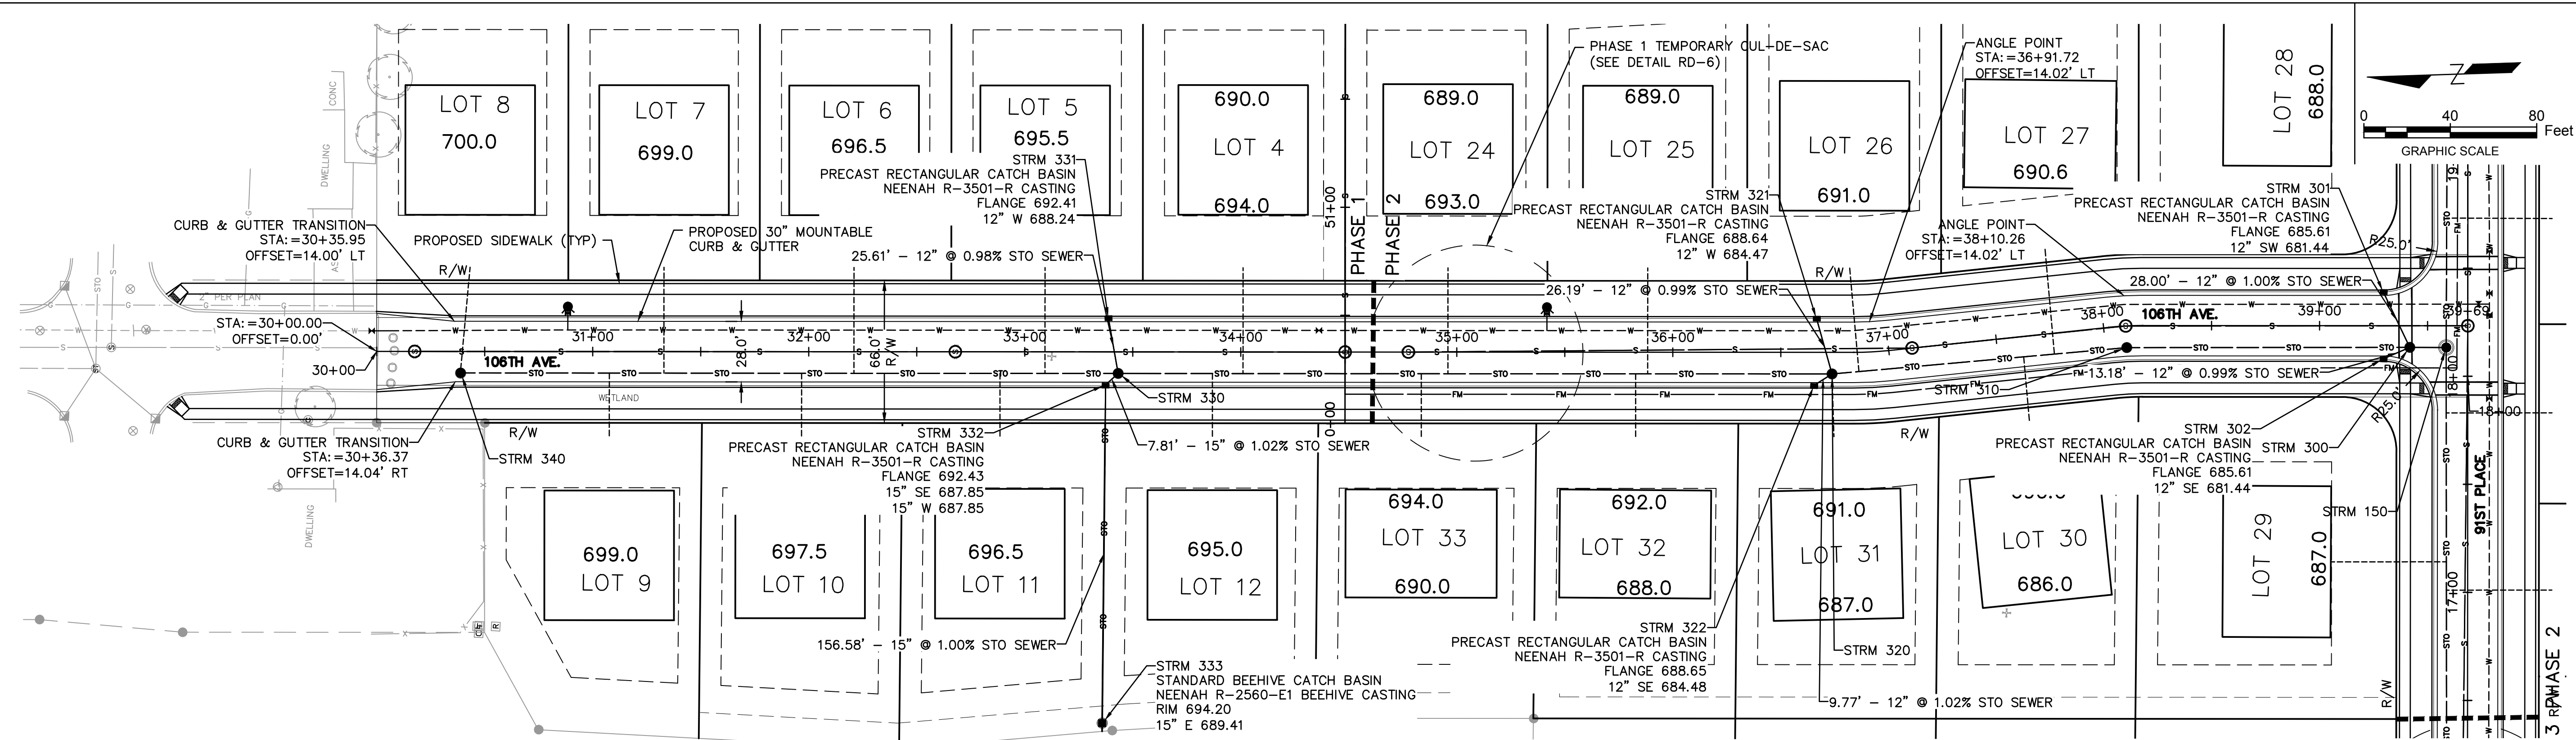 LOT 8
700.0
LOT 7
699.0
LOT 6
696.5
LOT 5
695.5
690.0
LOT 4
694.0
689.0
LOT 24
693.0
689.0
LOT 25
LOT 26
691.0
LOT 27
690.6
LOT 28
688.0
PHASE 1 TEMPORARY CUL-DE-SAC
(SEE DETAIL RD-6)
ANGLE POINT
STA:=36+91.72
OFFSET=14.02' LT
Z
0 40 80
Feet
GRAPHIC SCALE
CONC
DWELLING
STRM 331
PRECAST RECTANGULAR CATCH BASIN
NEENAH R-3501-R CASTING
FLANGE 692.41
12" W 688.24
STRM 321
PRECAST RECTANGULAR CATCH BASIN
NEENAH R-3501-R CASTING
FLANGE 688.64
12" W 684.47
STRM 301
PRECAST RECTANGULAR CATCH BASIN
NEENAH R-3501-R CASTING
FLANGE 685.61
12" SW 681.44
ANGLE POINT
STA:=38+10.26
OFFSET=14.02' LT
CURB & GUTTER TRANSITION
STA:=30+35.95
OFFSET=14.00' LT
PROPOSED SIDEWALK (TYP)
PROPOSED 30" MOUNTABLE
CURB & GUTTER
25.61' - 12" @ 0.98% STO SEWER
26.19' - 12" @ 0.99% STO SEWER
28.00' - 12" @ 1.00% STO SEWER
51+00
PHASE 1
PHASE 2
R/W
R/W
R25.0'
2" PER PLAN
STA:=30+00.00
OFFSET=0.00'
30+00
31+00
32+00
33+00
34+00
35+00
36+00
37+00
38+00
39+00
39+69
106TH AVE.
106TH AVE.
28.0'
66.0'
R/W
WETLAND
0+00
13.18' - 12" @ 0.99% STO SEWER
STRM 310
STRM 330
18+00
18+00
R25.0'
CURB & GUTTER TRANSITION
STA:=30+36.37
OFFSET=14.04' RT
R/W
STRM 340
STRM 332
PRECAST RECTANGULAR CATCH BASIN
NEENAH R-3501-R CASTING
FLANGE 692.43
15" SE 687.85
15" W 687.85
7.81' - 15" @ 1.02% STO SEWER
R/W
STRM 302
PRECAST RECTANGULAR CATCH BASIN
NEENAH R-3501-R CASTING
FLANGE 685.61
12" SE 681.44
STRM 300
STRM 150
91ST PLACE
17+00
DWELLING
699.0
LOT 9
697.5
LOT 10
696.5
LOT 11
695.0
LOT 12
694.0
LOT 33
690.0
692.0
LOT 32
688.0
691.0
LOT 31
687.0
LOT 30
686.0
LOT 29
687.0
156.58' - 15" @ 1.00% STO SEWER
STRM 333
STANDARD BEEHIVE CATCH BASIN
NEENAH R-2560-E1 BEEHIVE CASTING
RIM 694.20
15" E 689.41
STRM 322
PRECAST RECTANGULAR CATCH BASIN
NEENAH R-3501-R CASTING
FLANGE 688.65
12" SE 684.48
STRM 320
9.77' - 12" @ 1.02% STO SEWER
R/W
PHASE 2